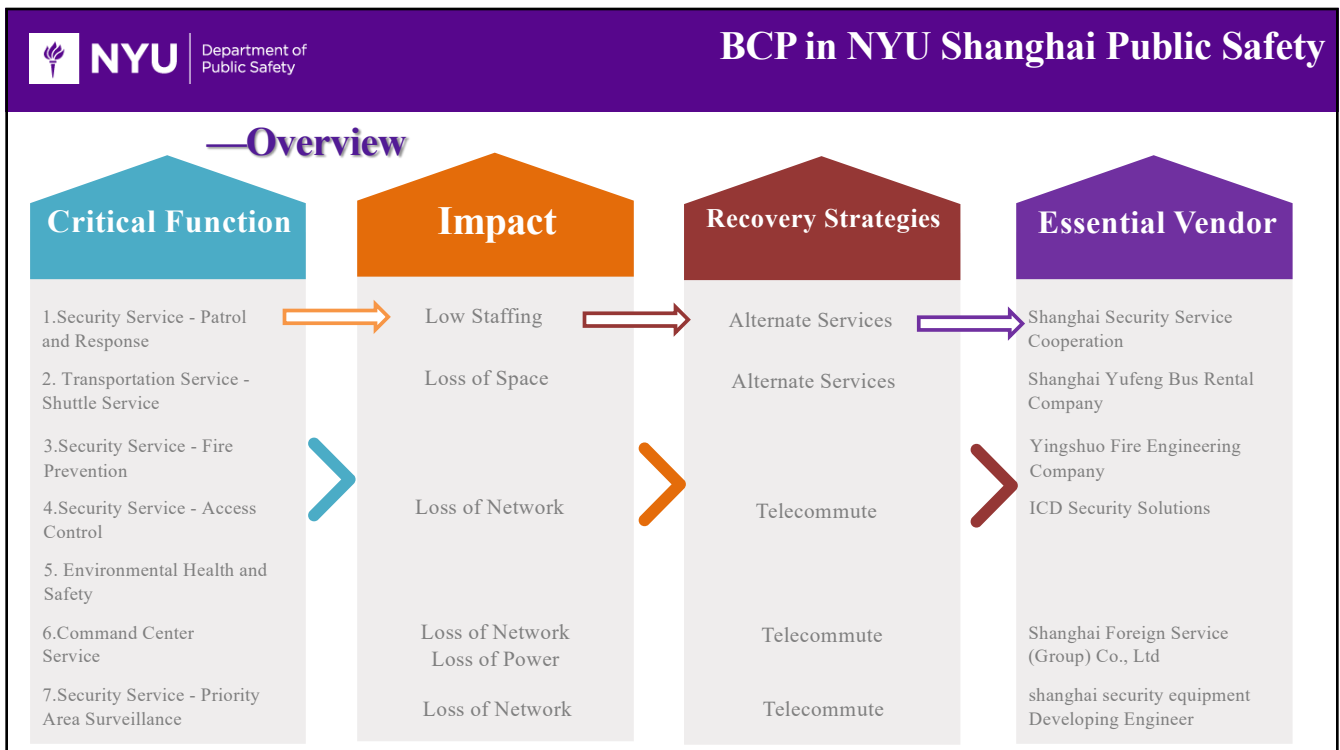 NYU
Department of
Public Safety
BCP in NYU Shanghai Public Safety
—Overview
Critical Function
Impact
Recovery Strategies
Essential Vendor
1.Security Service - Patrol
and Response
Low Staffing
Alternate Services
Shanghai Security Service
Cooperation
2. Transportation Service -
Shuttle Service
Loss of Space
Alternate Services
Shanghai Yufeng Bus Rental
Company
3.Security Service - Fire
Prevention
Yingshuo Fire Engineering
Company
4.Security Service - Access
Control
Loss of Network
Telecommute
ICD Security Solutions
5. Environmental Health and
Safety
6.Command Center
Service
Loss of Network
Loss of Power
Telecommute
Shanghai Foreign Service
(Group) Co., Ltd
7.Security Service - Priority
Area Surveillance
Loss of Network
Telecommute
shanghai security equipment
Developing Engineer